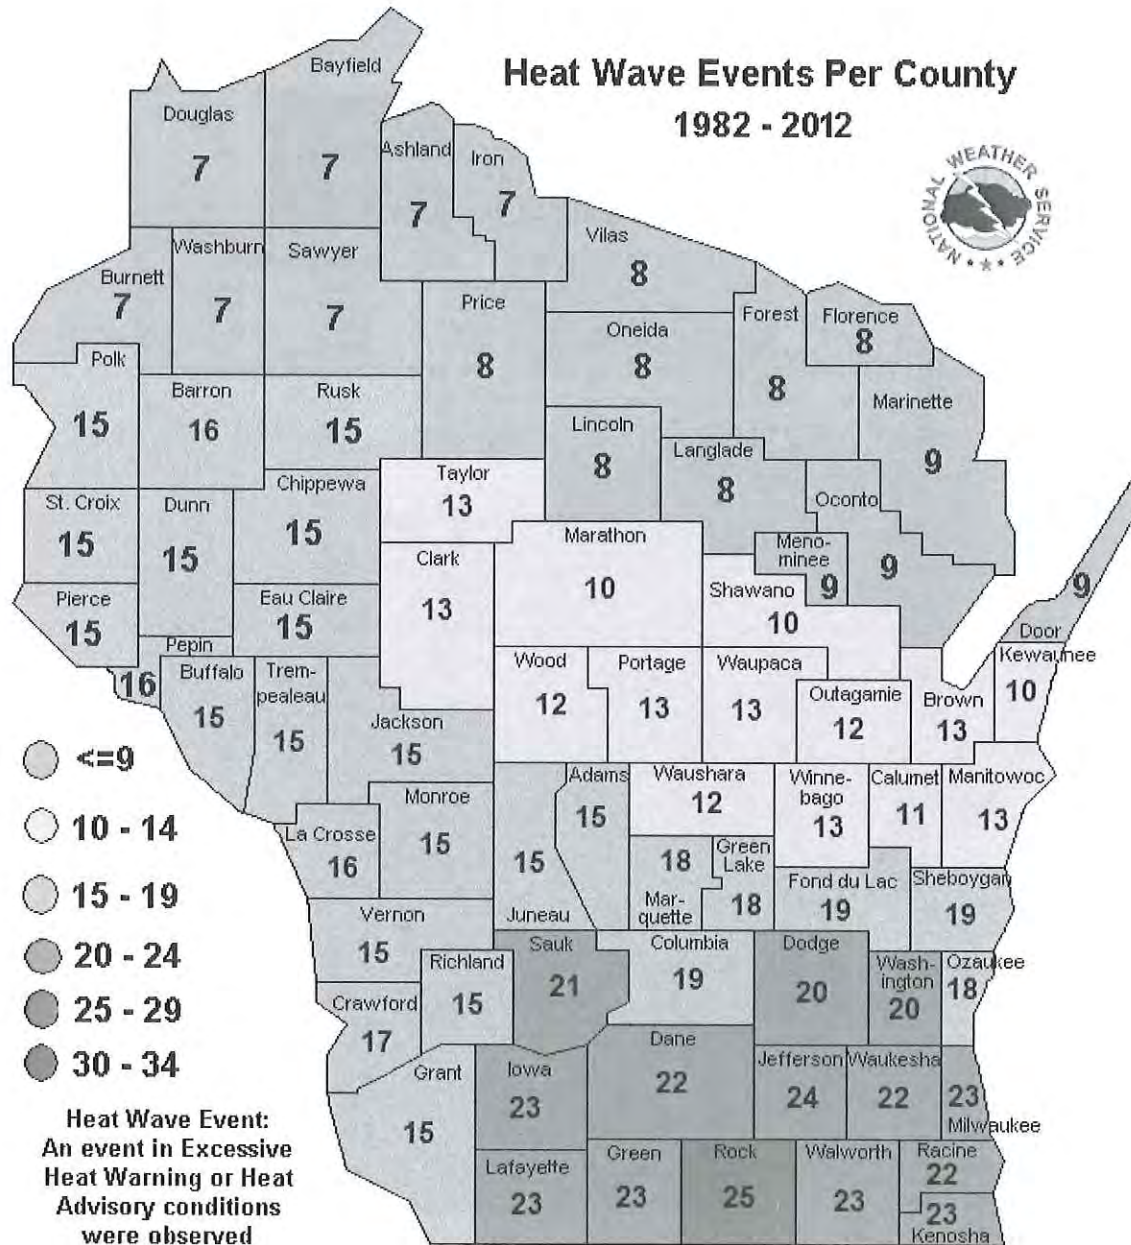 Heat Wave Events Per County
1982 - 2012
NATIONAL WEATHER SERVICE
Bayfield
7
Douglas
7
Ashland
7
Iron
7
Vilas
8
Washburn
7
Sawyer
7
Burnett
7
Price
8
Oneida
8
Forest
8
Florence
8
Polk
15
Barron
16
Rusk
15
Lincoln
8
Langlade
8
Marinette
9
Taylor
13
Chippewa
15
St. Croix
15
Dunn
15
Oconto
9
Marathon
10
Meno-
minee
9
Clark
13
Shawano
10
Door
9
Pierce
15
Eau Claire
15
Pepin
16
Buffalo
15
Trem-
pealeau
15
Jackson
15
Wood
12
Portage
13
Waupaca
13
Outagamie
12
Brown
13
Kewaunee
10
Monroe
15
La Crosse
16
Juneau
15
Adams
15
Waushara
12
Winne-
bago
13
Calumet
11
Manitowoc
13
18
Mar-
quette
Green
Lake
18
Fond du Lac
19
Sheboygan
19
Vernon
15
Richland
15
Sauk
21
Columbia
19
Dodge
20
Wash-
ington
20
Ozaukee
18
Crawford
17
Grant
15
Iowa
23
Dane
22
Jefferson
24
Waukesha
22
23
Milwaukee
Lafayette
23
Green
23
Rock
25
Walworth
23
Racine
22
23
Kenosha
<=9
10 - 14
15 - 19
20 - 24
25 - 29
30 - 34
Heat Wave Event:
An event in Excessive
Heat Warning or Heat
Advisory conditions
were observed